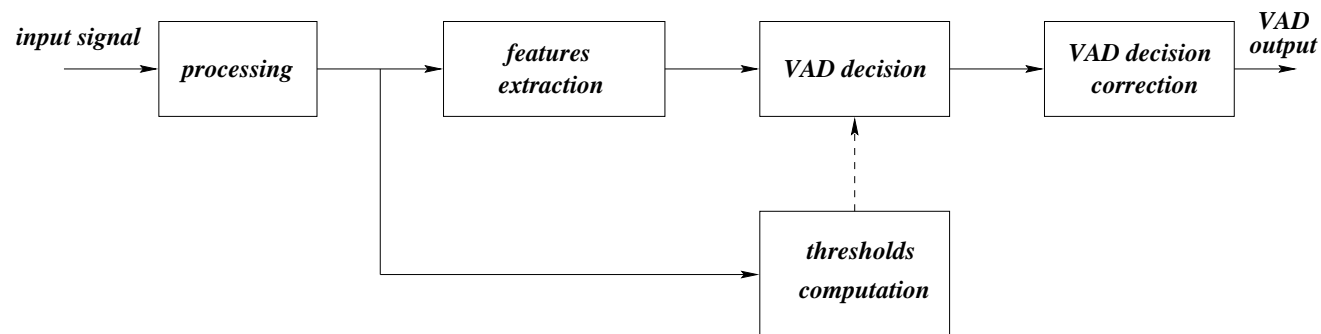 input signal
processing
features
extraction
VAD decision
VAD decision
correction
VAD
output
thresholds
computation